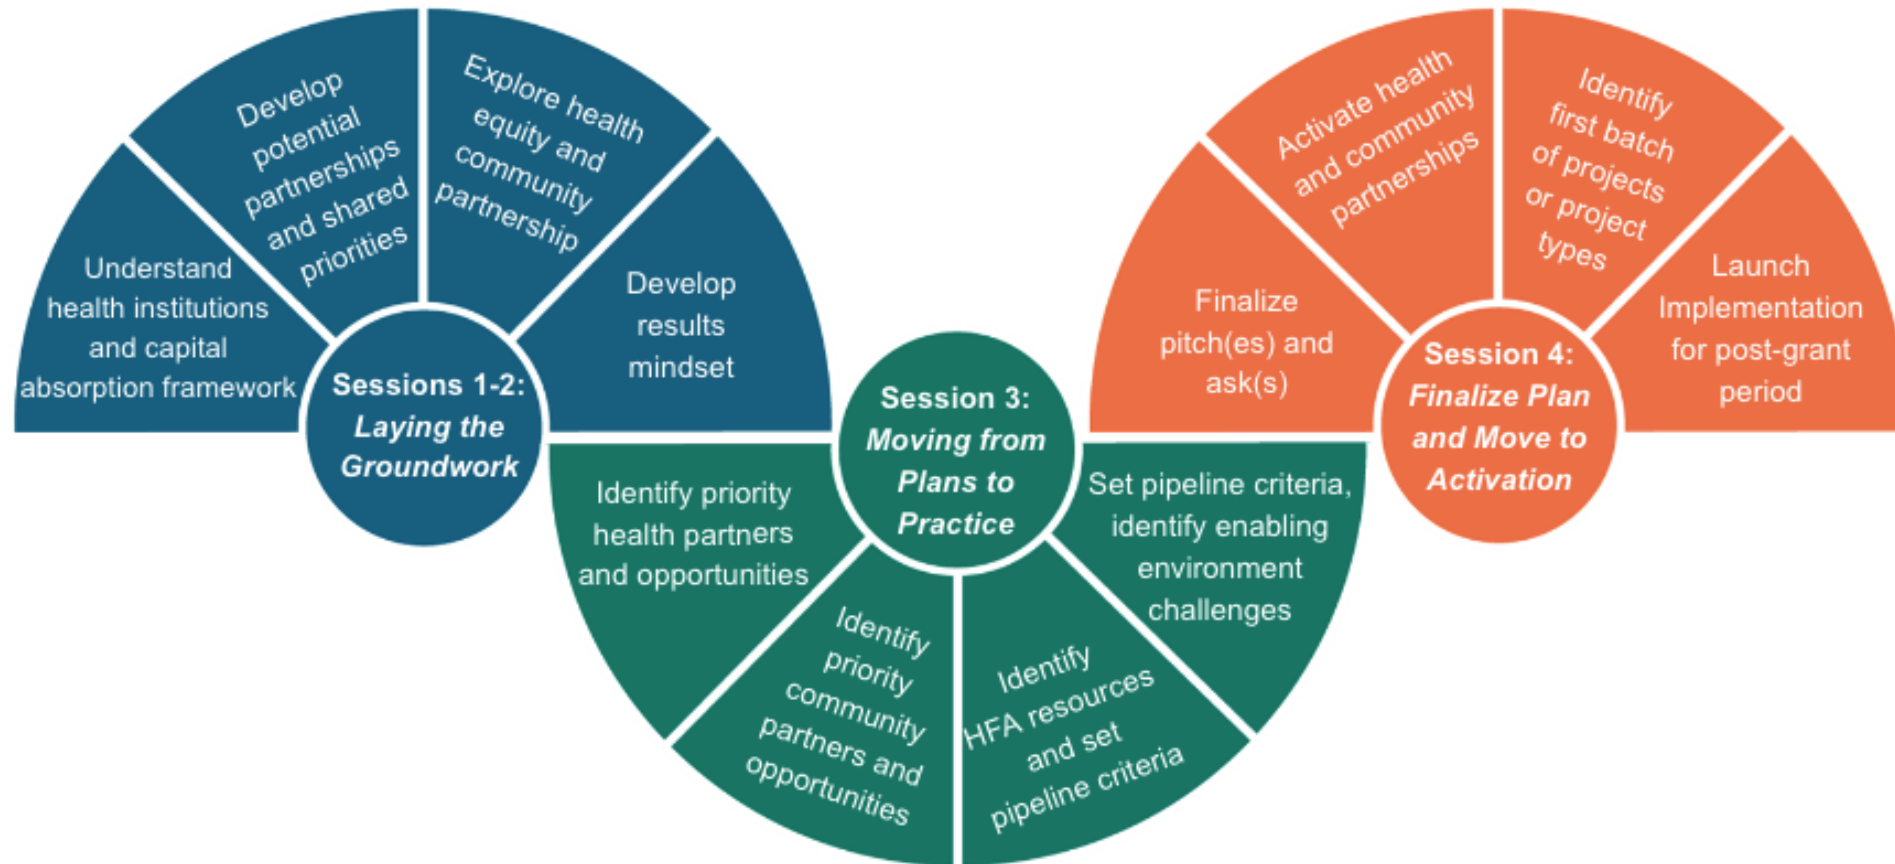 Understand
health institutions
and capital
absorption framework
Develop
potential
partnerships
and shared
priorities
Explore health
equity and
community
partnership
Develop
results
mindset
Sessions 1-2:
Laying the
Groundwork
Identify priority
health partners
and opportunities
Identify
priority
community
partners and
opportunities
Identify
HFA resources
and set
pipeline criteria
Set pipeline criteria,
identify enabling
environment
challenges
Session 3:
Moving from
Plans to
Practice
Finalize
pitch(es) and
ask(s)
Activate health
and community
partnerships
Identify
first batch
of projects
or project
types
Launch
Implementation
for post-grant
period
Session 4:
Finalize Plan
and Move to
Activation